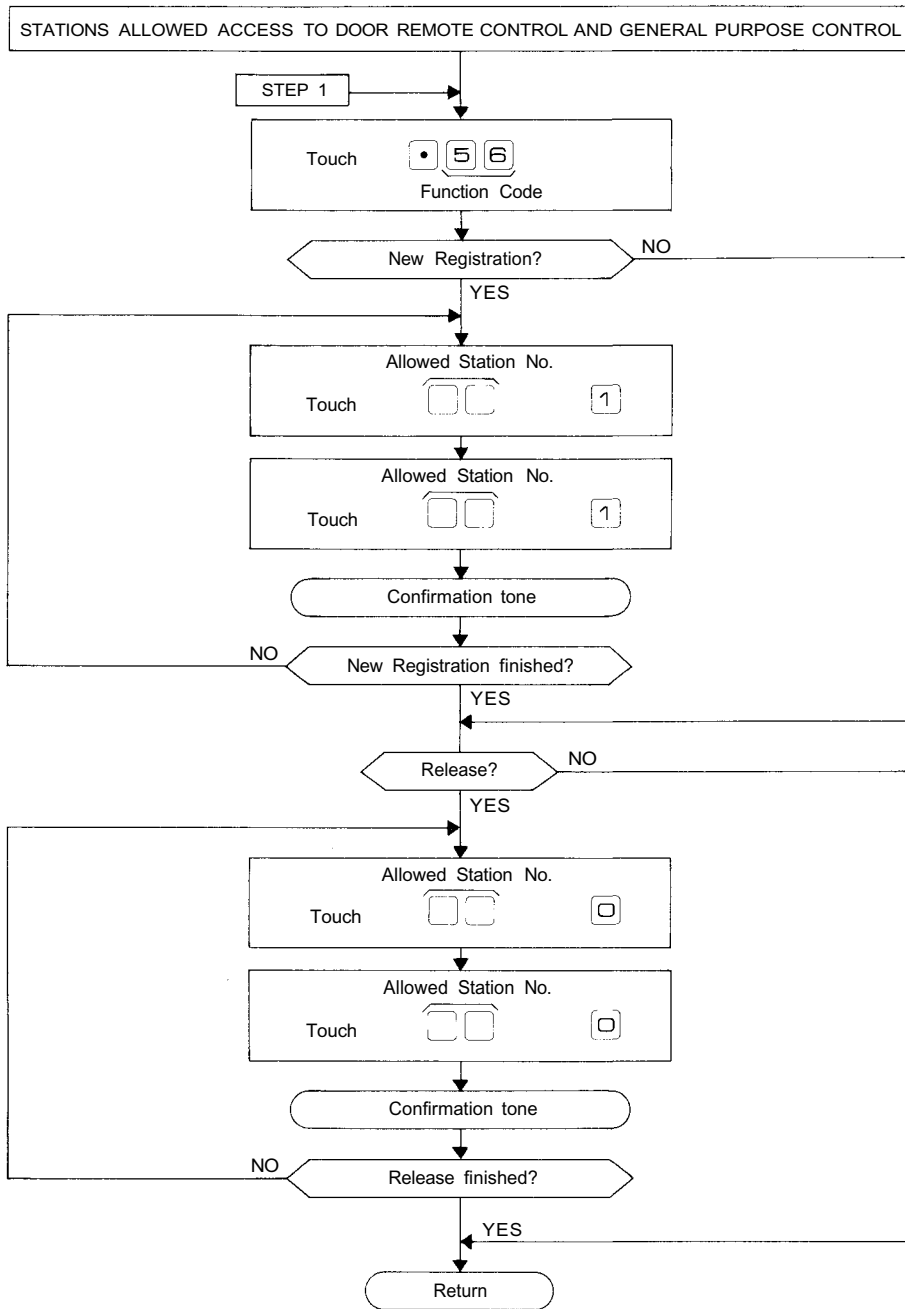 STATIONS ALLOWED ACCESS TO DOOR REMOTE CONTROL AND GENERAL PURPOSE CONTROL
STEP 1
Touch • 5 6
Function Code
New Registration? NO
YES
Allowed Station No.
Touch 1
Allowed Station No.
Touch 1
Confirmation tone
NO New Registration finished?
YES
Release? NO
YES
Allowed Station No.
Touch 0
Allowed Station No.
Touch 0
Confirmation tone
NO Release finished?
YES
Return